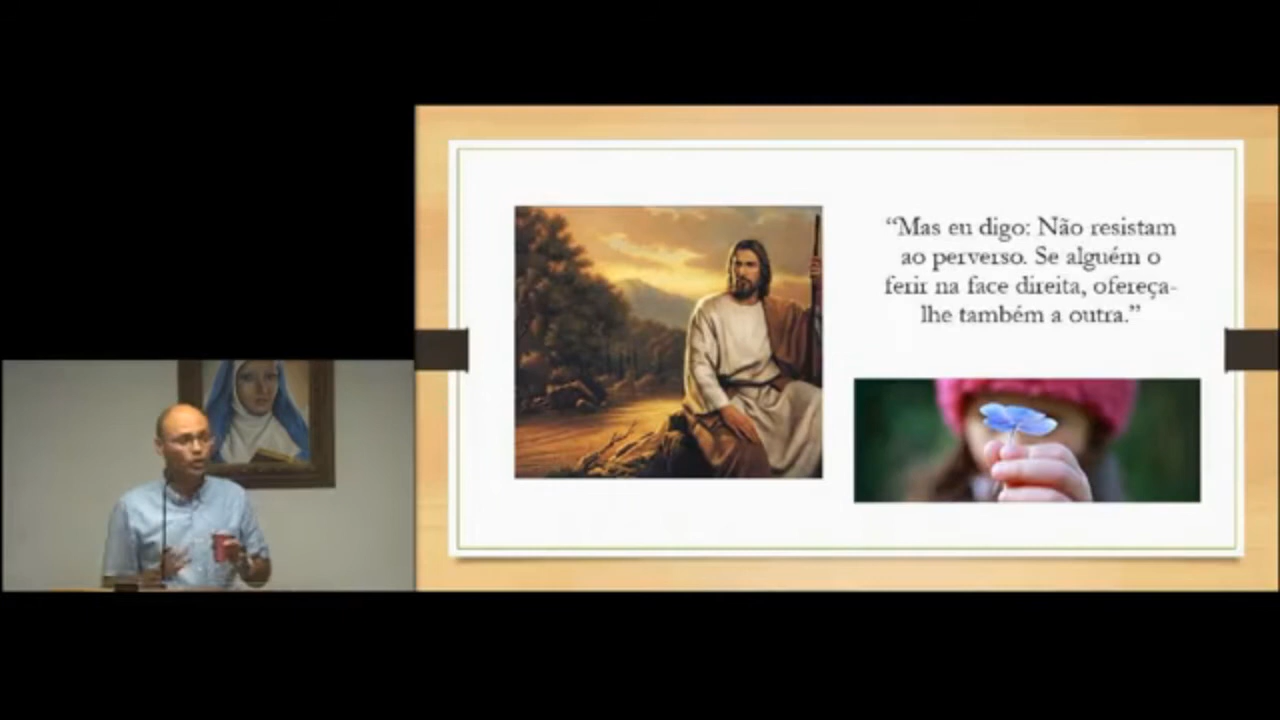 “Mas eu digo: Não resistam
ao perverso. Se alguém o
ferir na face direita, ofereça-
lhe também a outra.”